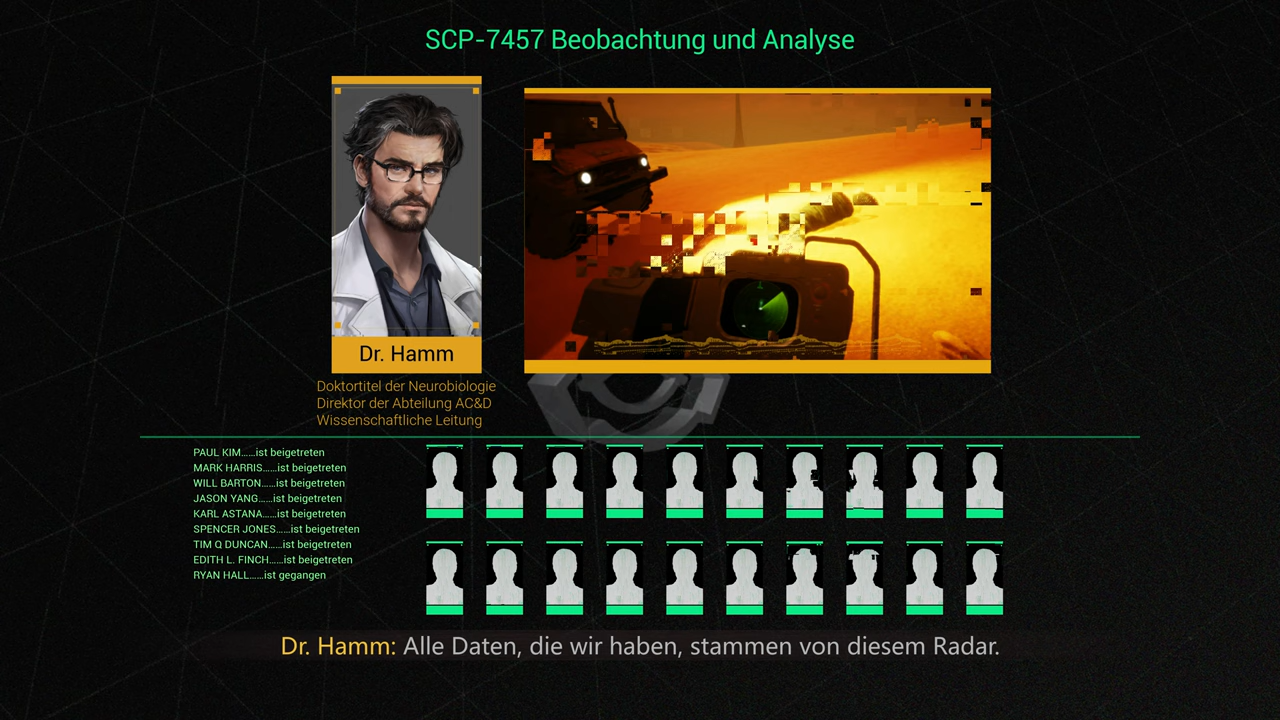 SCP-7457 Beobachtung und Analyse
Dr. Hamm
Doktortitel der Neurobiologie
Direktor der Abteilung AC&D
Wissenschaftliche Leitung
PAUL KIM......ist beigetreten
MARK HARRIS......ist beigetreten
WILL BARTON......ist beigetreten
JASON YANG......ist beigetreten
KARL ASTANA......ist beigetreten
SPENCER JONES......ist beigetreten
TIM Q DUNCAN......ist beigetreten
EDITH L. FINCH......ist beigetreten
RYAN HALL......ist gegangen
Dr. Hamm: Alle Daten, die wir haben, stammen von diesem Radar.